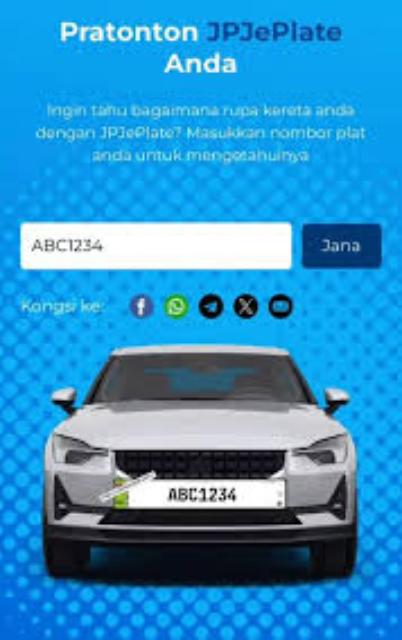 Pratonton JPJePlate
Anda
Ingin tahu bagaimana rupa kereta anda
dengan JPJePlate? Masukkan nombor plat
anda untuk mengetahuinya
ABC1234
Jana
Kongsi ke:
ABC1234